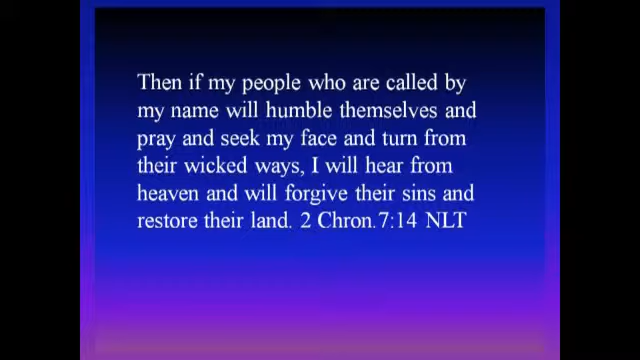 Then if my people who are called by
my name will humble themselves and
pray and seek my face and turn from
their wicked ways, I will hear from
heaven and will forgive their sins and
restore their land. 2 Chron.7:14 NLT